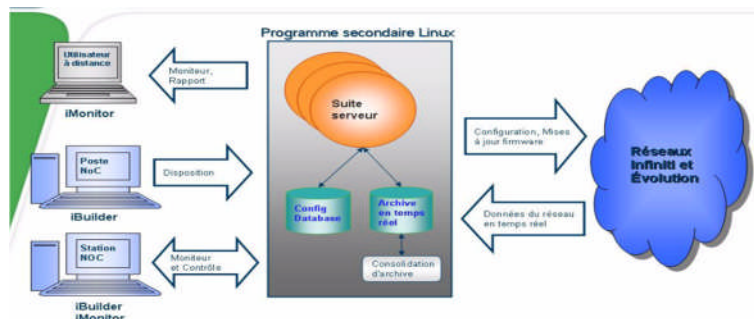 Programme secondaire Linux
Utilisateur
à distance
iMonitor
Moniteur,
Rapport
Poste
NoC
iBuilder
Disposition
Station
NOC
iBuilder
iMonitor
Moniteur
et Contrôle
Suite
serveur
Config
Database
Archive
en temps
réel
Consolidation
d'archive
Configuration, Mises
à jour firmware
Données du réseau
en temps réel
Réseaux
Infiniti et
Évolution